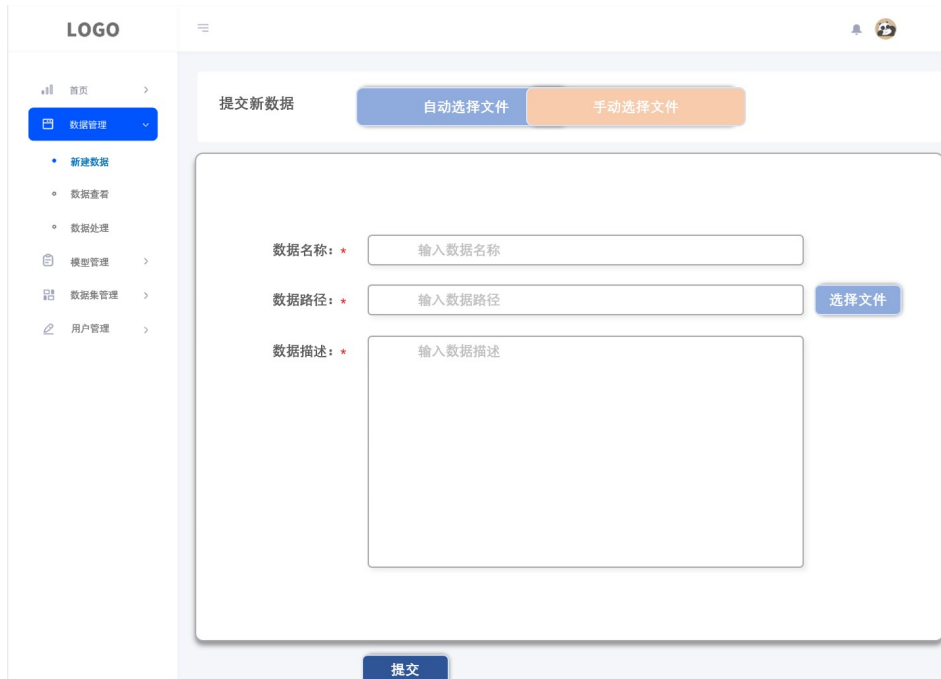 LOGO
首页
数据管理
新建数据
数据查看
数据处理
模型管理
数据集管理
用户管理
提交新数据
自动选择文件
手动选择文件
数据名称：*
输入数据名称
数据路径：*
输入数据路径
选择文件
数据描述：*
输入数据描述
提交